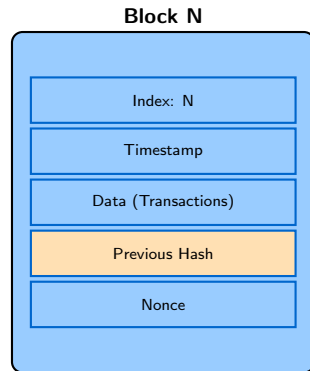 Block N
Index: N
Timestamp
Data (Transactions)
Previous Hash
Nonce